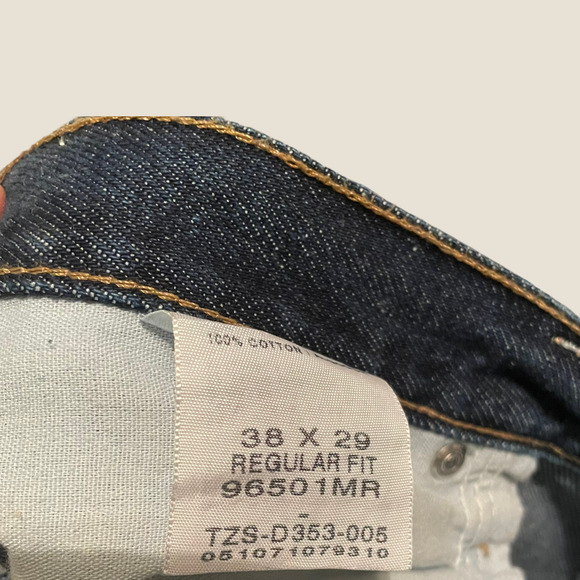 100% COTTON
38 X 29
REGULAR FIT
96501MR
-
TZS-D353-005
051071079310